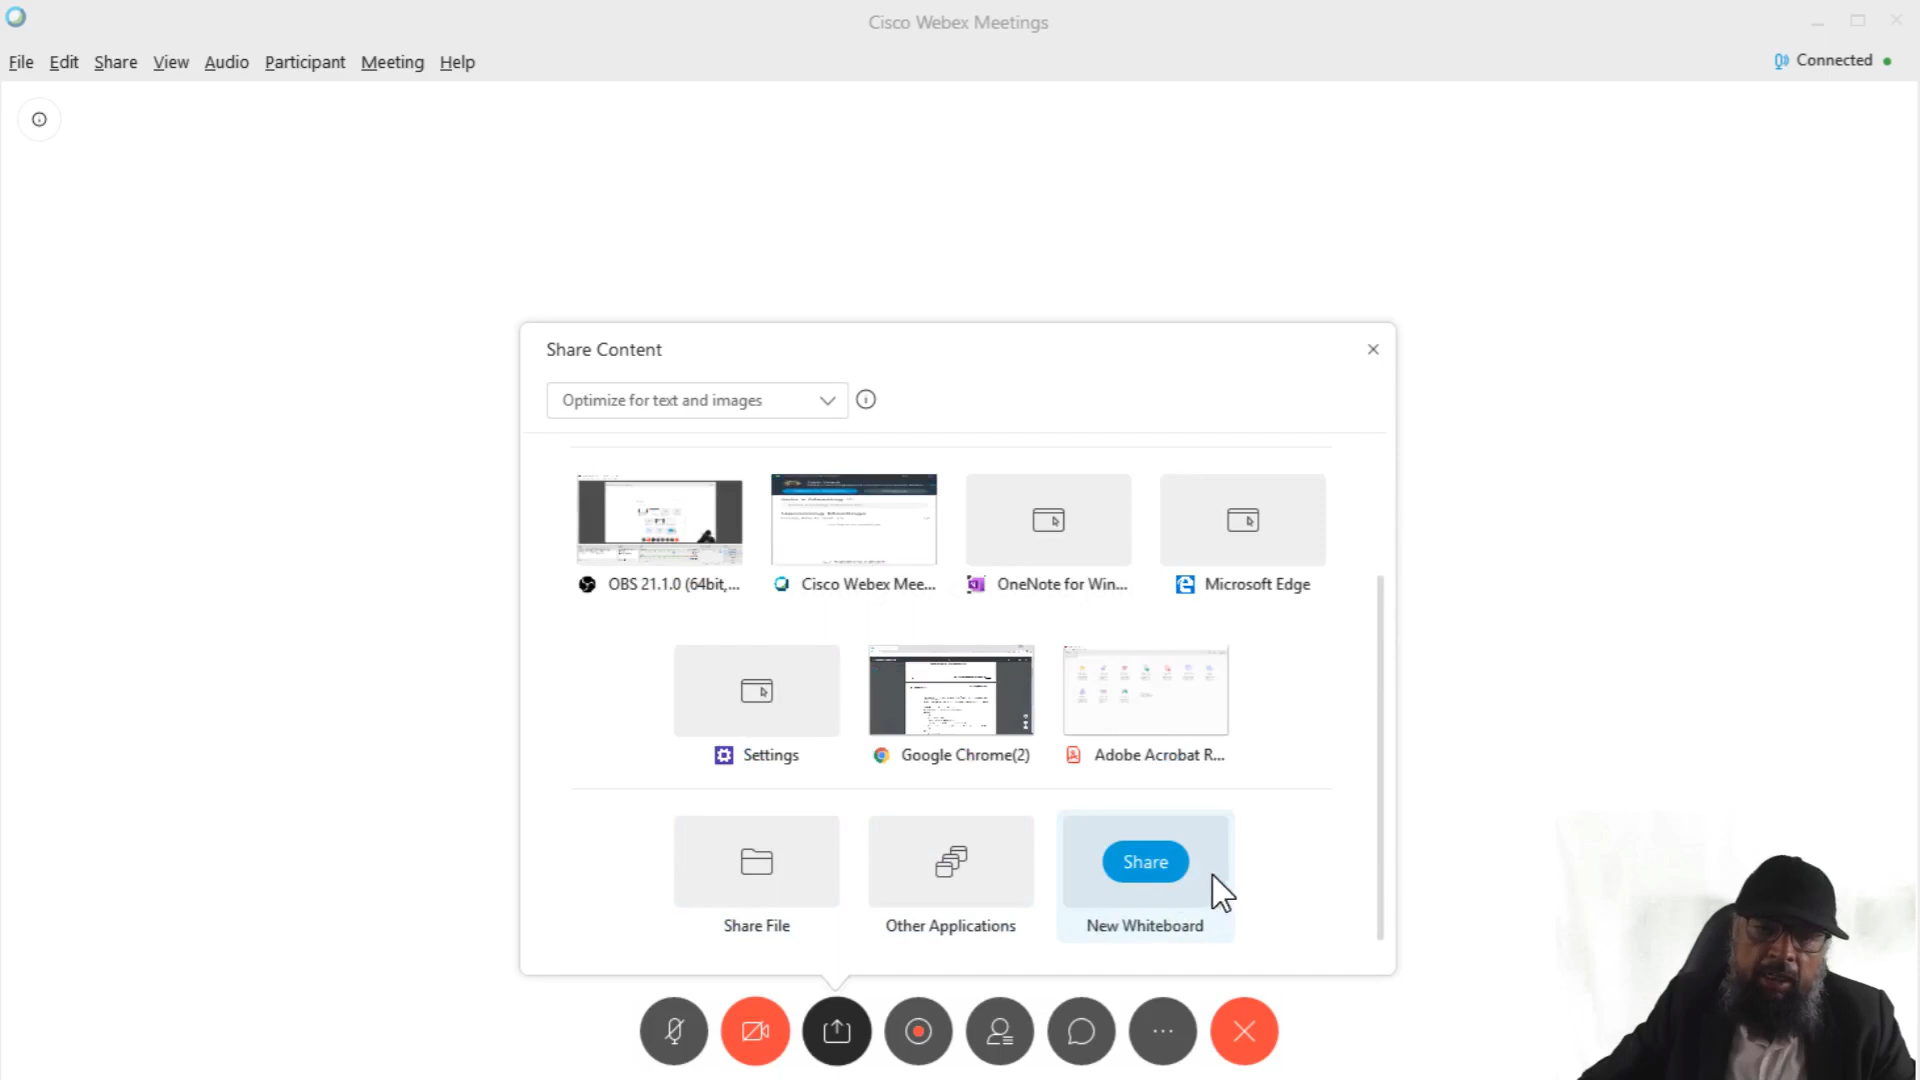 Cisco Webex Meetings
File Edit Share View Audio Participant Meeting Help
Connected
Share Content
Optimize for text and images
OBS 21.1.0 (64bit,...
Cisco Webex Mee...
OneNote for Win...
Microsoft Edge
Settings
Google Chrome(2)
Adobe Acrobat R...
Share
Share File
Other Applications
New Whiteboard